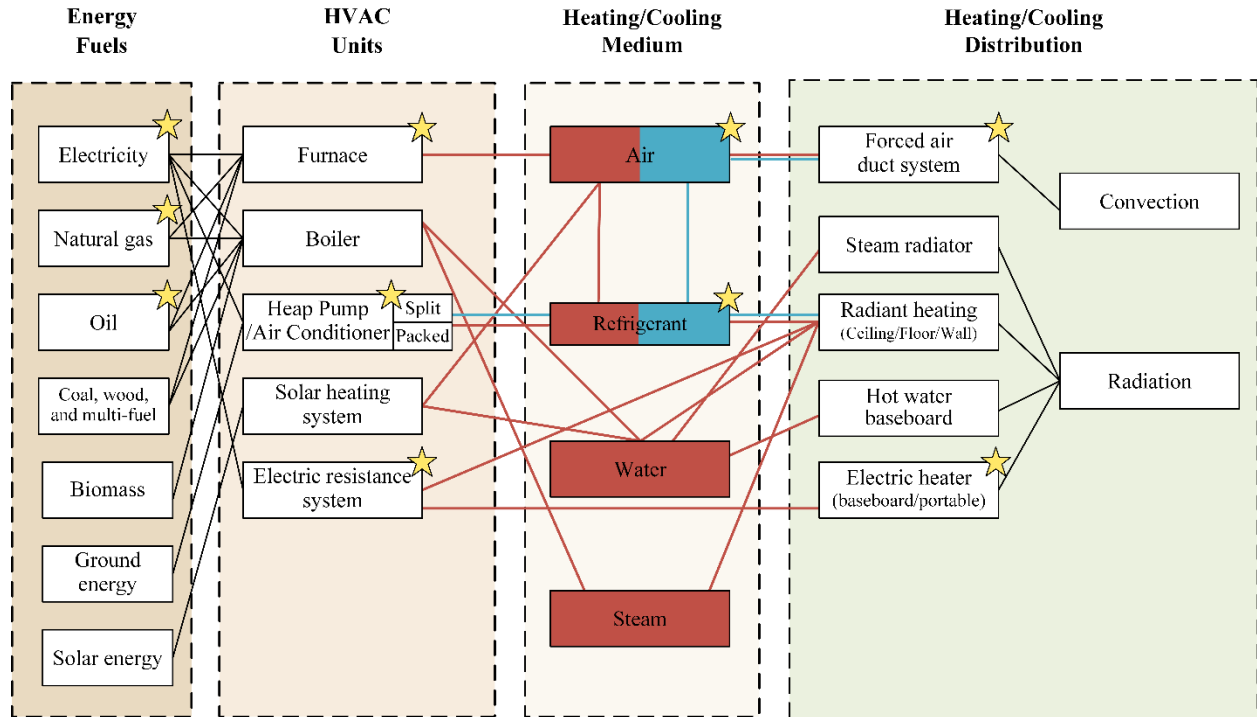 Energy
Fuels
HVAC
Units
Heating/Cooling
Medium
Heating/Cooling
Distribution
Electricity
Natural gas
Oil
Coal, wood,
and multi-fuel
Biomass
Ground
energy
Solar energy
Furnace
Boiler
Heap Pump
/Air Conditioner
Split
Packed
Solar heating
system
Electric resistance
system
Air
Refrigerant
Water
Steam
Forced air
duct system
Steam radiator
Radiant heating
(Ceiling/Floor/Wall)
Hot water
baseboard
Electric heater
(baseboard/portable)
Convection
Radiation